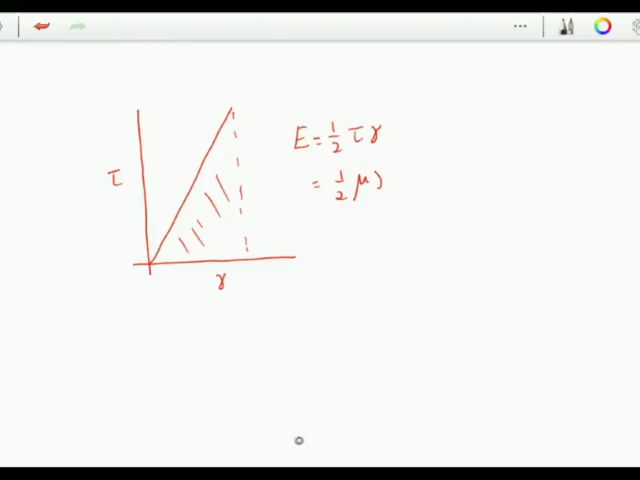 τ
γ
E = 1/2 τ γ
= 1/2 μ